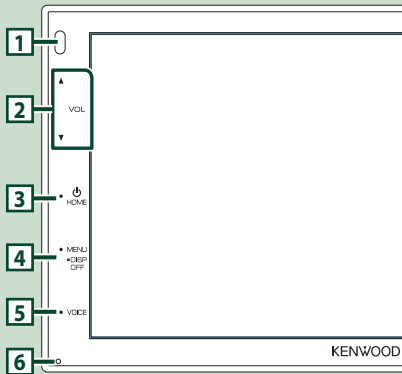 1
2
▲
VOL
▼
3
• ⏻
HOME
4
• MENU
▪DISP
OFF
5
• VOICE
6
KENWOOD